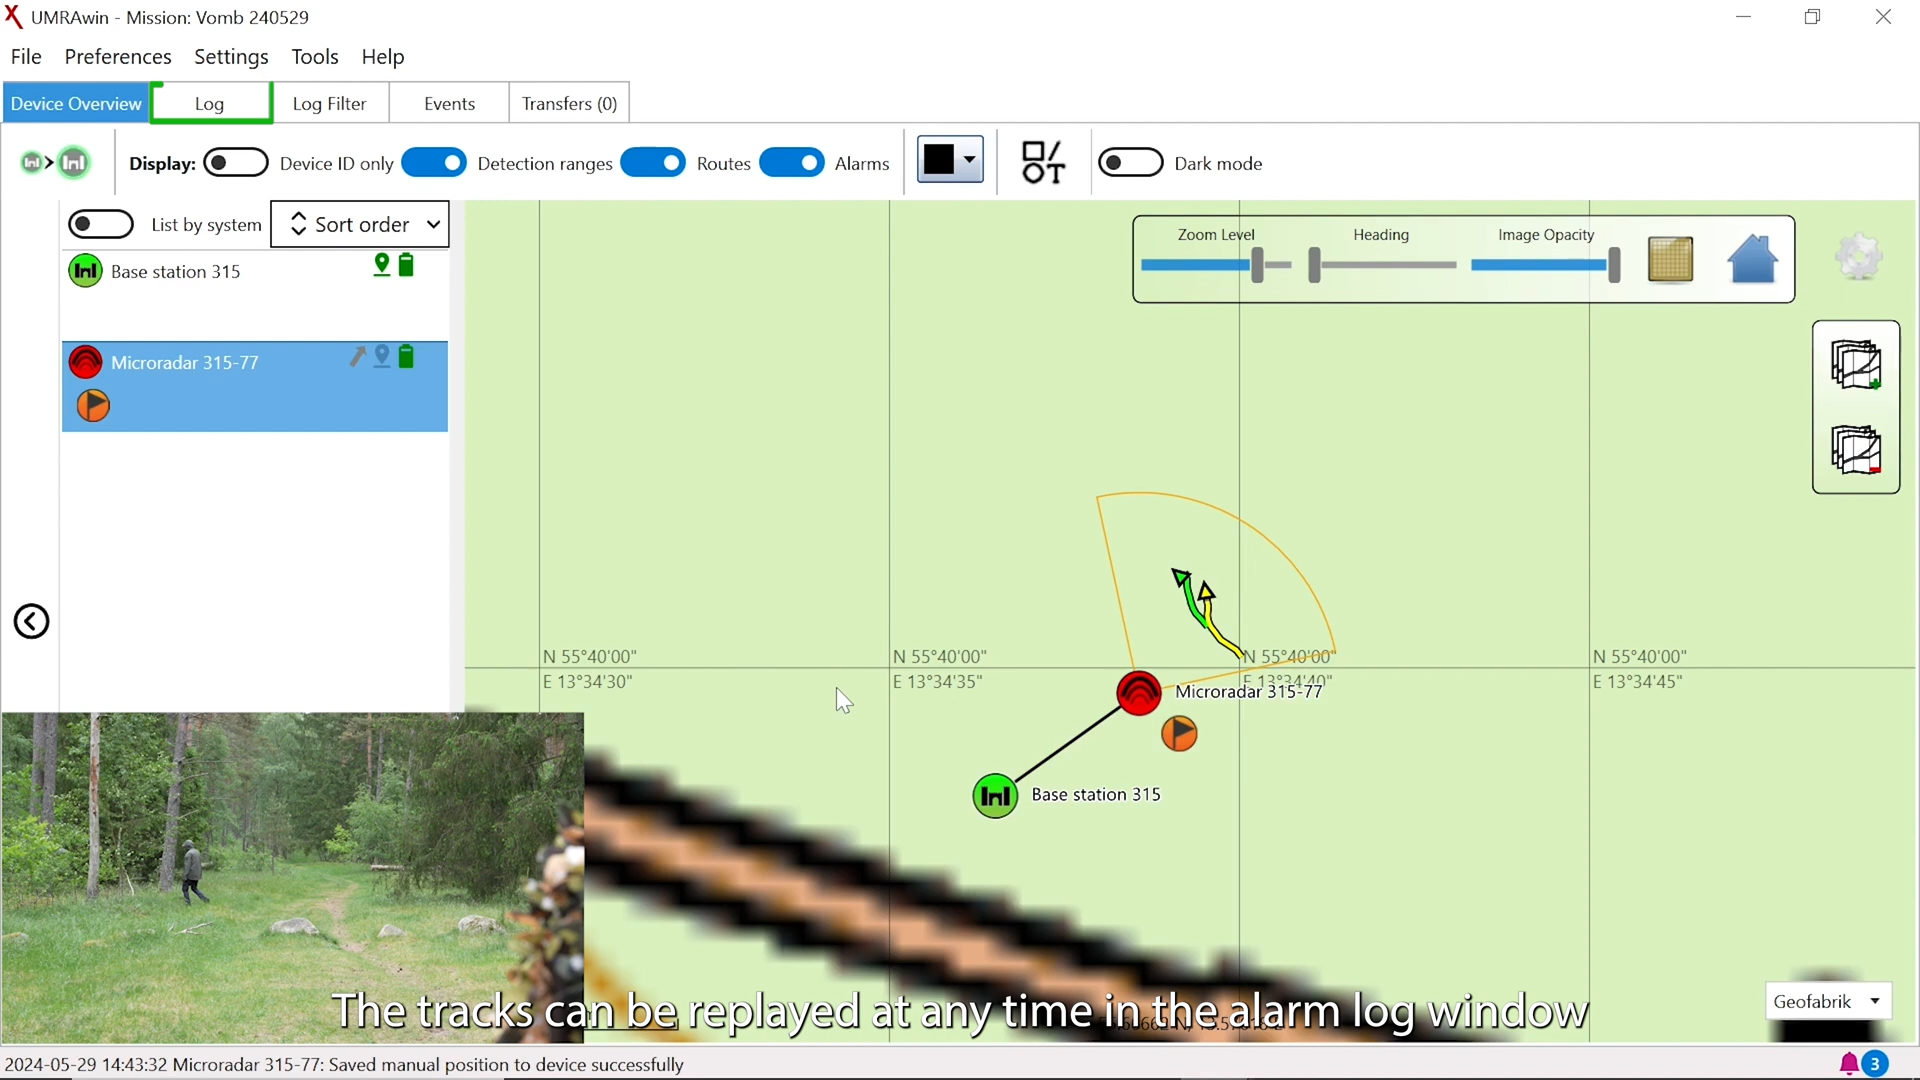 UMRAwin - Mission: Vomb 240529
File Preferences Settings Tools Help
Device Overview Log Log Filter Events Transfers (0)
Display: Device ID only Detection ranges Routes Alarms Dark mode
List by system Sort order
Zoom Level Heading Image Opacity
Base station 315
Microradar 315-77
N 55°40'00" N 55°40'00" N 55°40'00" N 55°40'00"
E 13°34'30" E 13°34'35" E 13°34'40" E 13°34'45"
Microradar 315-77
Base station 315
Geofabrik
The tracks can be replayed at any time in the alarm log window
2024-05-29 14:43:32 Microradar 315-77: Saved manual position to device successfully
3